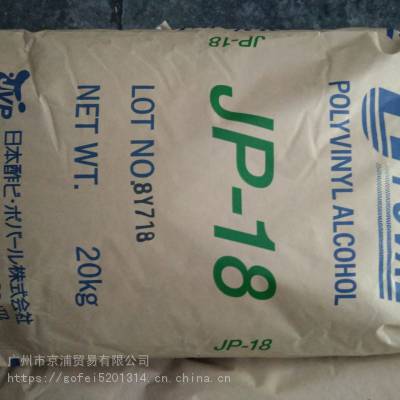 JP-18
POLYVINYL ALCOHOL
JP-18
JP-18
LOT NO.8Y718
NET WT. 20kg
JVP
日本酢ビ・ポバール株式会社
广州市京浦贸易有限公司
https://gofei5201314.cn.china.cn